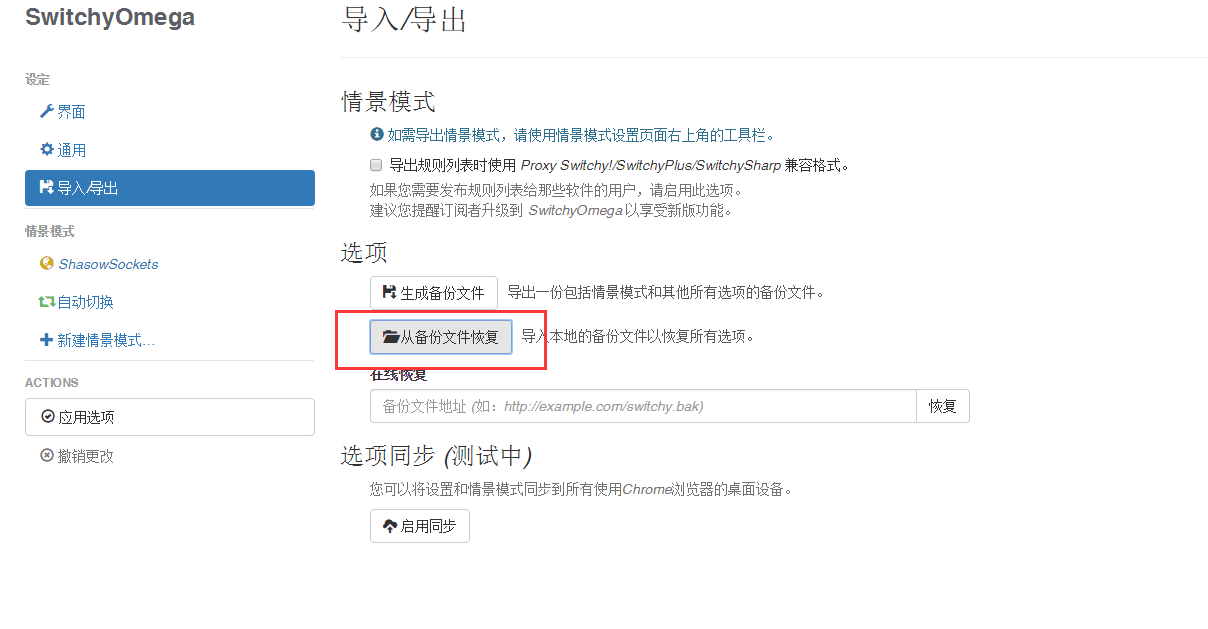 SwitchyOmega
设定
界面
通用
导入/导出
情景模式
ShasowSockets
自动切换
新建情景模式...
ACTIONS
应用选项
撤销更改
导入/导出
情景模式
如需导出情景模式，请使用情景模式设置页面右上角的工具栏。
导出规则列表时使用 Proxy Switchy!/SwitchyPlus/SwitchySharp 兼容格式。
如果您需要发布规则列表给那些软件的用户，请启用此选项。
建议您提醒订阅者升级到 SwitchyOmega 以享受新版功能。
选项
生成备份文件 导出一份包括情景模式和其他所有选项的备份文件。
从备份文件恢复 导入本地的备份文件以恢复所有选项。
在线恢复
备份文件地址 (如：http://example.com/switchy.bak) 恢复
选项同步 (测试中)
您可以将设置和情景模式同步到所有使用Chrome浏览器的桌面设备。
启用同步